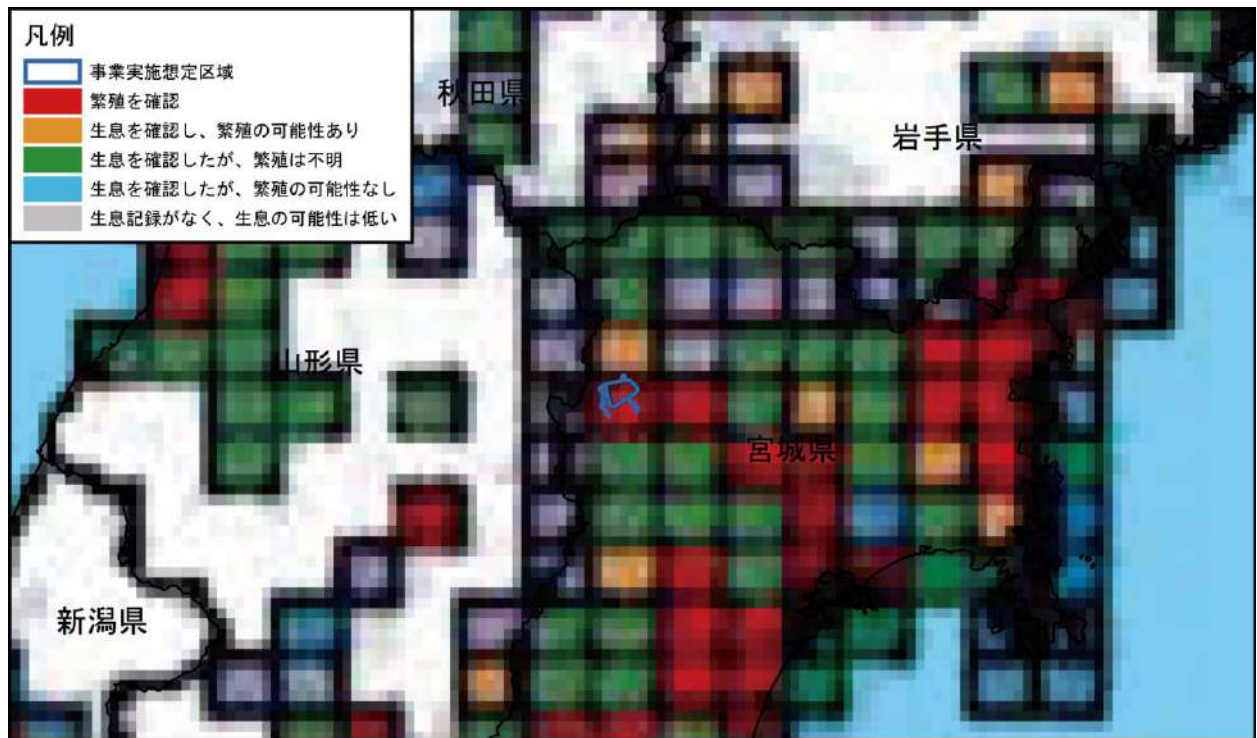 凡例
事業実施想定区域
繁殖を確認
生息を確認し、繁殖の可能性あり
生息を確認したが、繁殖は不明
生息を確認したが、繁殖の可能性なし
生息記録がなく、生息の可能性は低い
秋田県
岩手県
山形県
宮城県
新潟県